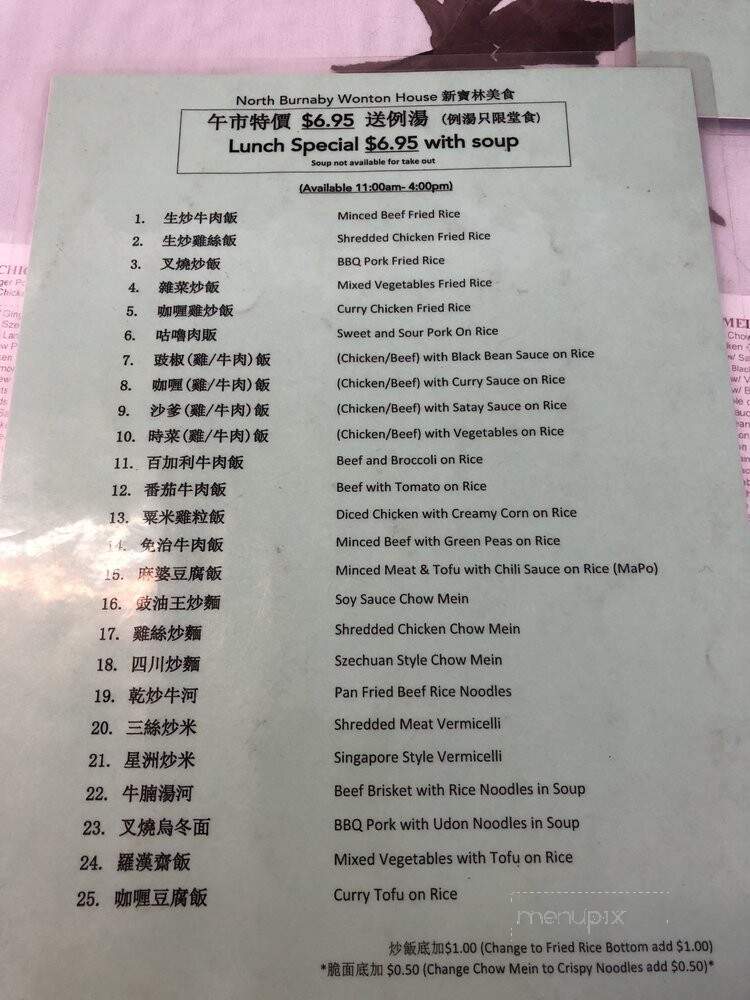 North Burnaby Wonton House 新寶林美食
午市特價 $6.95 送例湯 (例湯只限堂食)
Lunch Special $6.95 with soup
Soup not available for take out
(Available 11:00am- 4:00pm)
1. 生炒牛肉飯 Minced Beef Fried Rice
2. 生炒雞絲飯 Shredded Chicken Fried Rice
3. 叉燒炒飯 BBQ Pork Fried Rice
4. 雜菜炒飯 Mixed Vegetables Fried Rice
5. 咖喱雞炒飯 Curry Chicken Fried Rice
6. 咕嚕肉販 Sweet and Sour Pork On Rice
7. 豉椒(雞/牛肉)飯 (Chicken/Beef) with Black Bean Sauce on Rice
8. 咖喱(雞/牛肉)飯 (Chicken/Beef) with Curry Sauce on Rice
9. 沙爹(雞/牛肉)飯 (Chicken/Beef) with Satay Sauce on Rice
10. 時菜(雞/牛肉)飯 (Chicken/Beef) with Vegetables on Rice
11. 百加利牛肉飯 Beef and Broccoli on Rice
12. 番茄牛肉飯 Beef with Tomato on Rice
13. 粟米雞粒飯 Diced Chicken with Creamy Corn on Rice
14. 免治牛肉飯 Minced Beef with Green Peas on Rice
15. 麻婆豆腐飯 Minced Meat & Tofu with Chili Sauce on Rice (MaPo)
16. 豉油王炒麵 Soy Sauce Chow Mein
17. 雞絲炒麵 Shredded Chicken Chow Mein
18. 四川炒麵 Szechuan Style Chow Mein
19. 乾炒牛河 Pan Fried Beef Rice Noodles
20. 三絲炒米 Shredded Meat Vermicelli
21. 星洲炒米 Singapore Style Vermicelli
22. 牛腩湯河 Beef Brisket with Rice Noodles in Soup
23. 叉燒烏冬面 BBQ Pork with Udon Noodles in Soup
24. 羅漢齋飯 Mixed Vegetables with Tofu on Rice
25. 咖喱豆腐飯 Curry Tofu on Rice
menupix
炒飯底加$1.00 (Change to Fried Rice Bottom add $1.00)
*脆面底加 $0.50 (Change Chow Mein to Crispy Noodles add $0.50)*